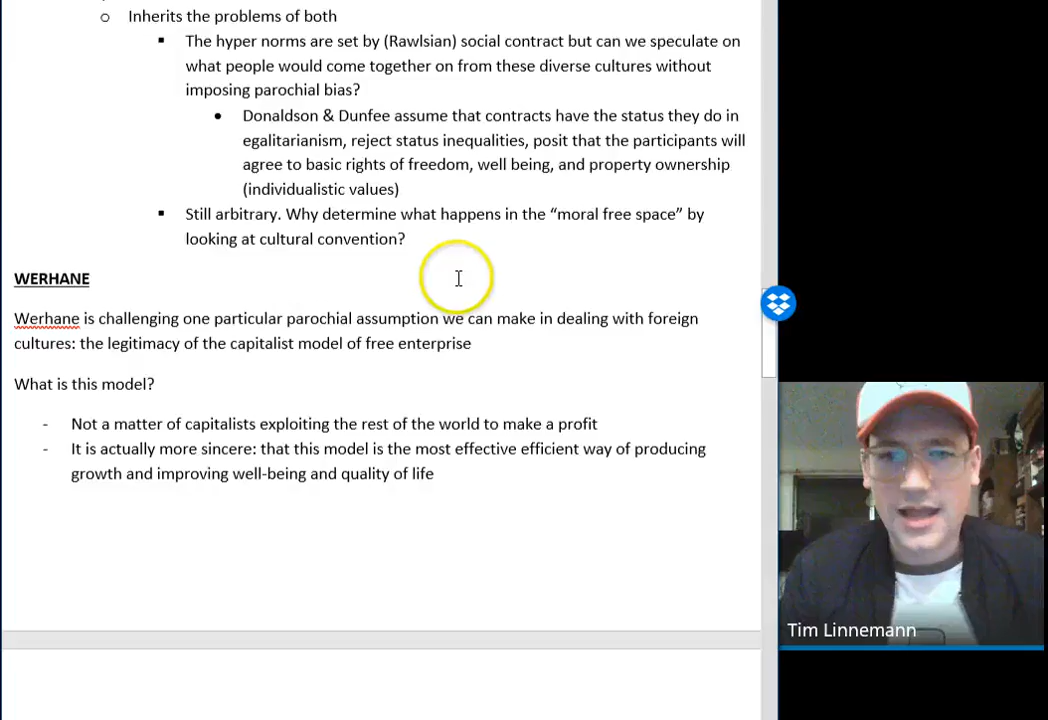 o Inherits the problems of both
▪ The hyper norms are set by (Rawlsian) social contract but can we speculate on
what people would come together on from these diverse cultures without
imposing parochial bias?
• Donaldson & Dunfee assume that contracts have the status they do in
egalitarianism, reject status inequalities, posit that the participants will
agree to basic rights of freedom, well being, and property ownership
(individualistic values)
▪ Still arbitrary. Why determine what happens in the “moral free space” by
looking at cultural convention?
WERHANE
Werhane is challenging one particular parochial assumption we can make in dealing with foreign
cultures: the legitimacy of the capitalist model of free enterprise
What is this model?
- Not a matter of capitalists exploiting the rest of the world to make a profit
- It is actually more sincere: that this model is the most effective efficient way of producing
growth and improving well-being and quality of life
Tim Linnemann